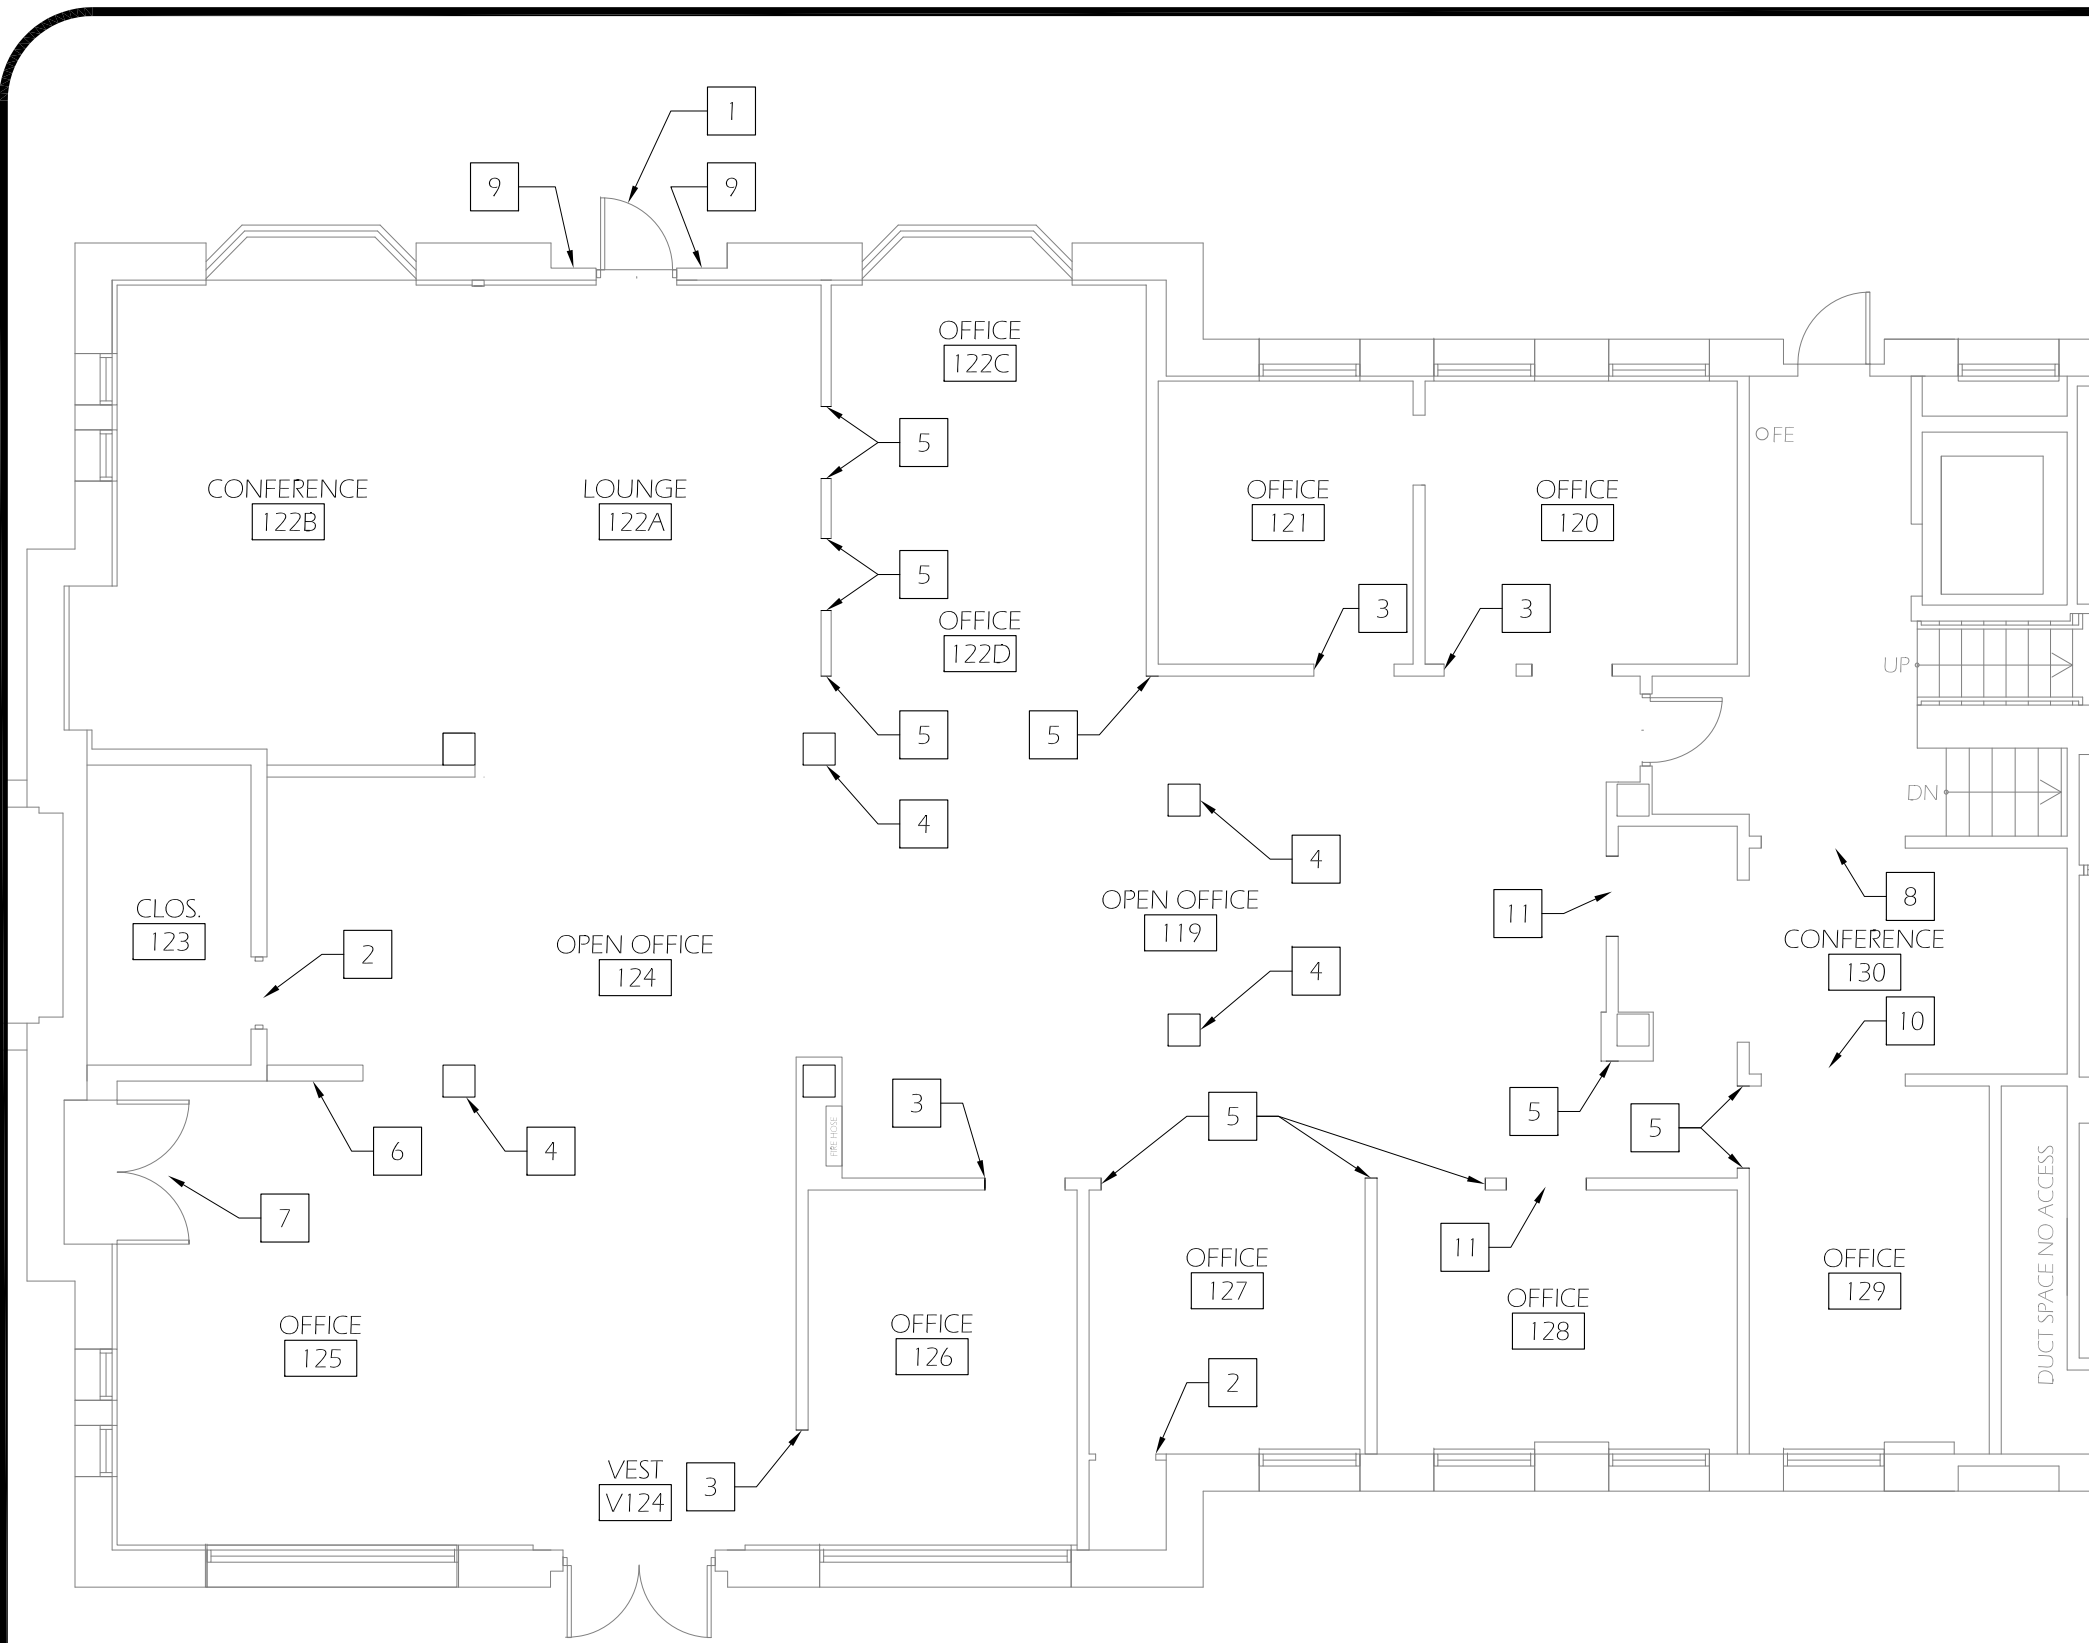 1
9
9
OFFICE
122C
5
FE
CONFERENCE
122B
LOUNGE
122A
OFFICE
121
OFFICE
120
5
OFFICE
122D
3
3
UP
5
5
DN
4
4
8
CLOS.
123
OPEN OFFICE
119
11
CONFERENCE
130
2
OPEN OFFICE
124
4
10
3
5
5
5
FIRE HOSE
6
4
7
11
OFFICE
127
OFFICE
129
DUCT SPACE NO ACCESS
OFFICE
125
OFFICE
126
OFFICE
128
2
VEST
V124
3